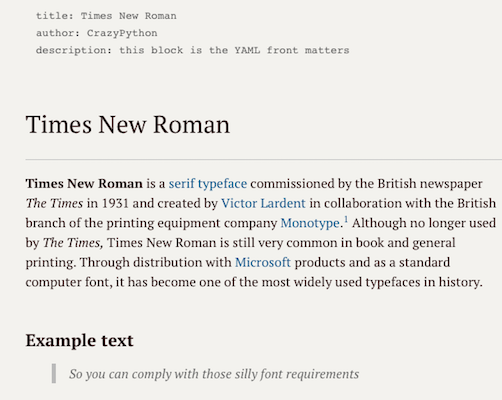 title: Times New Roman
author: CrazyPython
description: this block is the YAML front matters
Times New Roman
Times New Roman is a serif typeface commissioned by the British newspaper
The Times in 1931 and created by Victor Lardent in collaboration with the British
branch of the printing equipment company Monotype.1 Although no longer used
by The Times, Times New Roman is still very common in book and general
printing. Through distribution with Microsoft products and as a standard
computer font, it has become one of the most widely used typefaces in history.
Example text
So you can comply with those silly font requirements